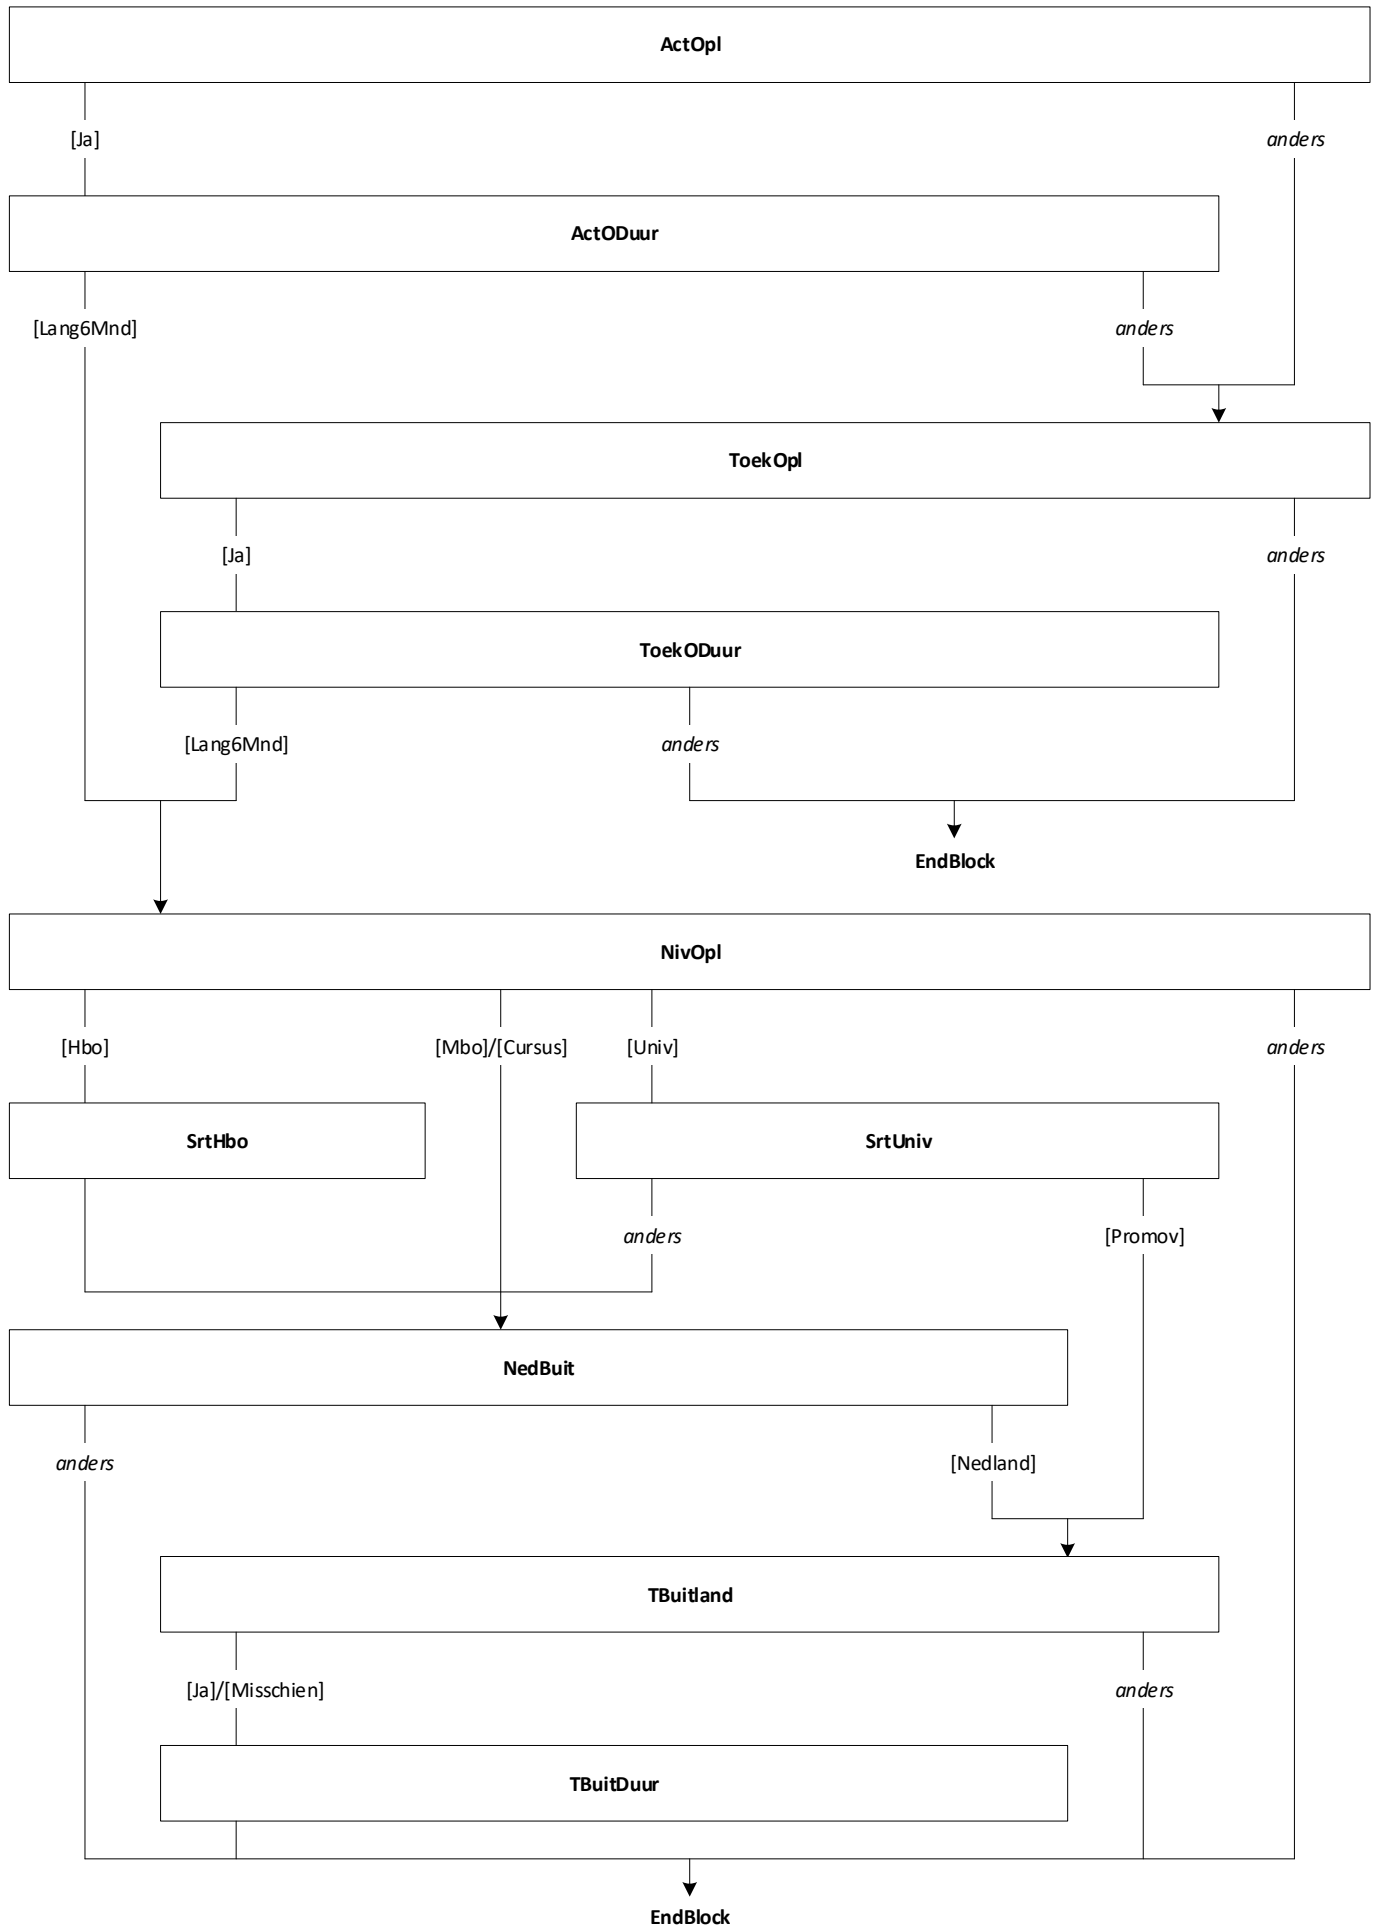 ActOpl
[Ja]
anders
ActODuur
[Lang6Mnd]
anders
ToekOpl
[Ja]
anders
ToekODuur
[Lang6Mnd]
anders
EndBlock
NivOpl
[Hbo]
[Mbo]/[Cursus]
[Univ]
anders
SrtHbo
SrtUniv
anders
[Promov]
NedBuit
anders
[Nedland]
TBuitland
[Ja]/[Misschien]
anders
TBuitDuur
EndBlock